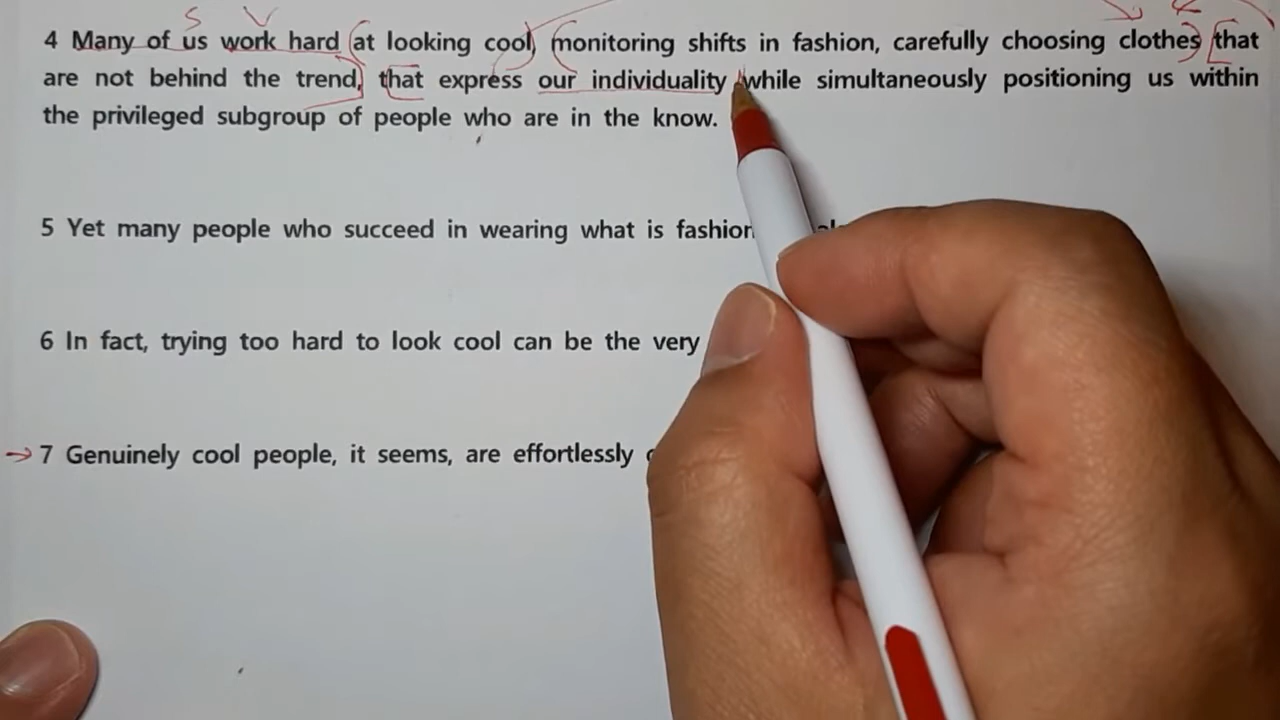 S V
4 Many of us work hard at looking cool, monitoring shifts in fashion, carefully choosing clothes that
are not behind the trend, that express our individuality while simultaneously positioning us within
the privileged subgroup of people who are in the know.
5 Yet many people who succeed in wearing what is fashion
6 In fact, trying too hard to look cool can be the very
7 Genuinely cool people, it seems, are effortlessly